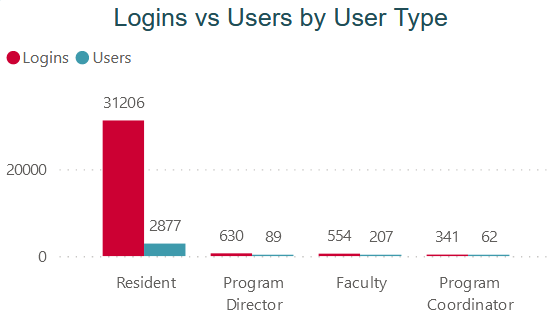 Logins vs Users by User Type
Logins Users
31206
20000
2877
630 89 554 207 341 62
0
Resident Program Faculty Program
Director Coordinator